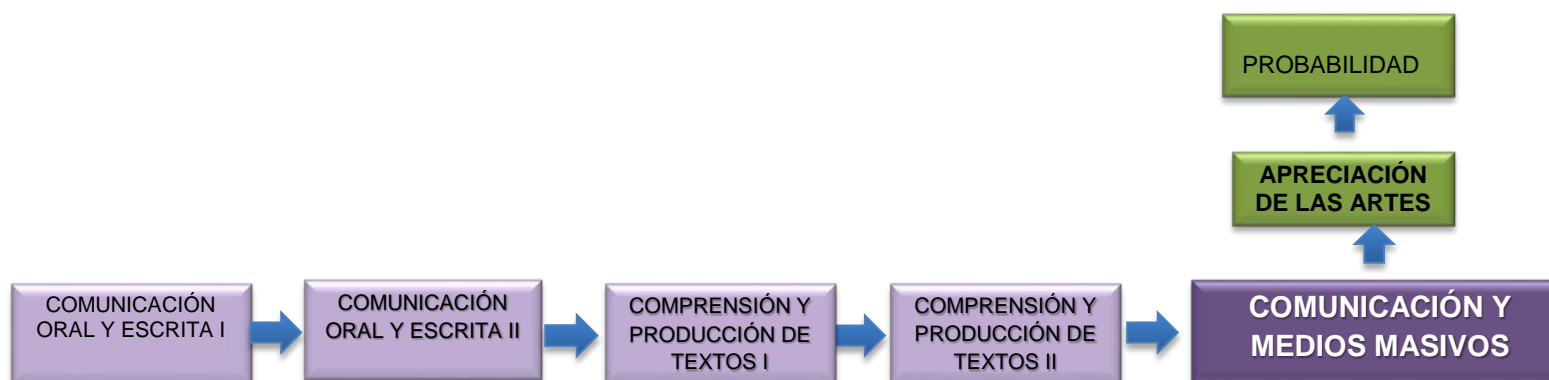 PROBABILIDAD
APRECIACIÓN
DE LAS ARTES
COMUNICACIÓN
ORAL Y ESCRITA I
COMUNICACIÓN
ORAL Y ESCRITA II
COMPRENSIÓN Y
PRODUCCIÓN DE
TEXTOS I
COMPRENSIÓN Y
PRODUCCIÓN DE
TEXTOS II
COMUNICACIÓN Y
MEDIOS MASIVOS